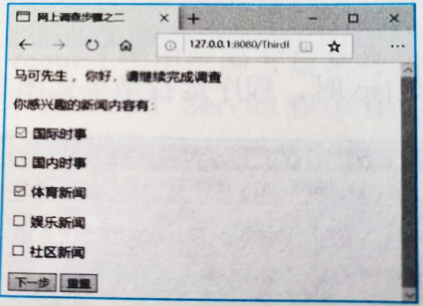 网上调查步骤之二
127.0.0.1:8080/Thirdl
马可先生，你好，请继续完成调查
你感兴趣的新闻内容有：
国际时事
国内时事
体育新闻
娱乐新闻
社区新闻
下一步 重置